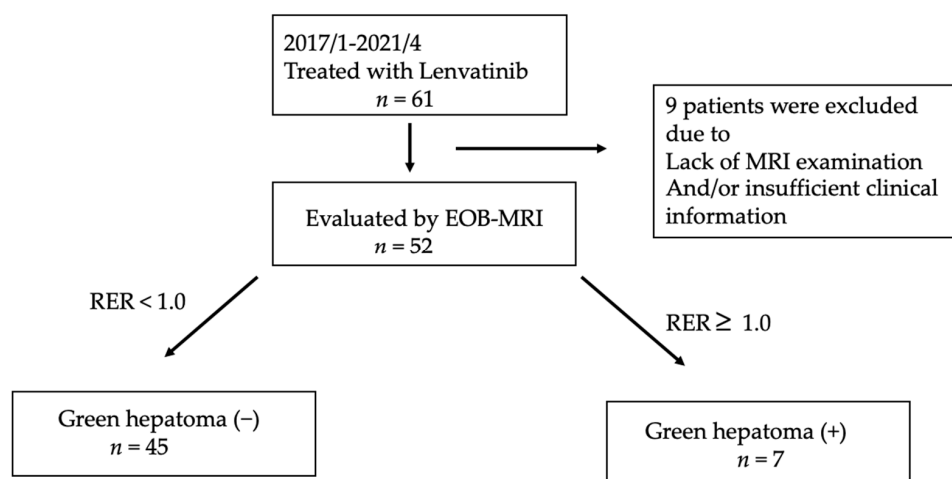 2017/1-2021/4
Treated with Lenvatinib
n = 61
9 patients were excluded
due to
Lack of MRI examination
And/or insufficient clinical
information
Evaluated by EOB-MRI
n = 52
RER < 1.0
RER ≥ 1.0
Green hepatoma (−)
n = 45
Green hepatoma (+)
n = 7